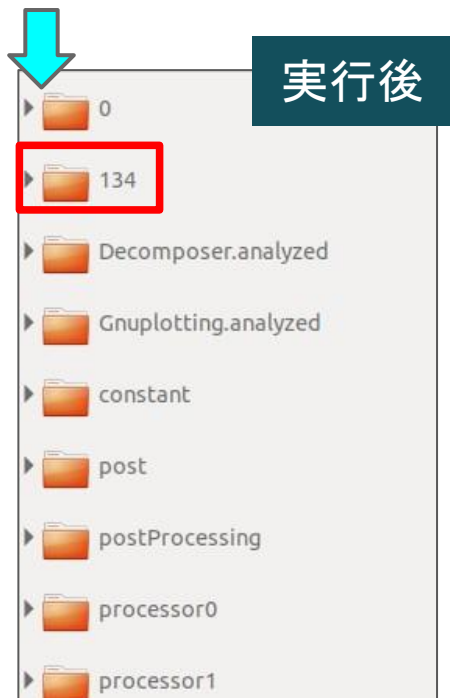 実行後
0
134
Decomposer.analyzed
Gnuplotting.analyzed
constant
post
postProcessing
processor0
processor1